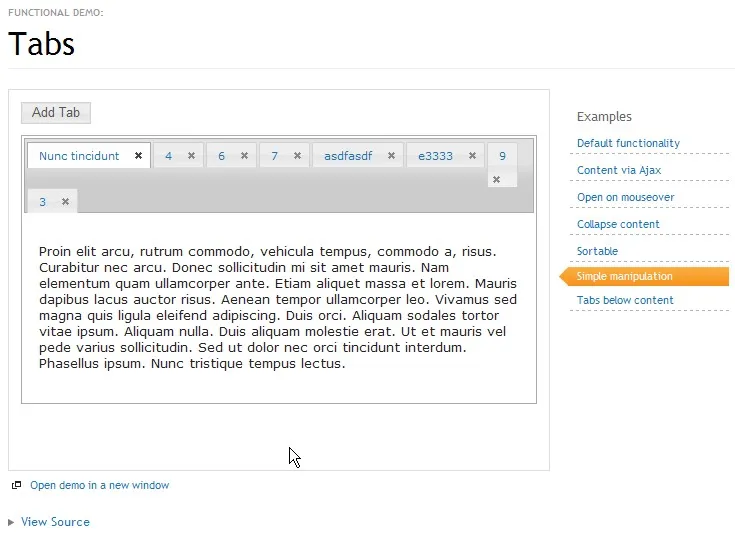 FUNCTIONAL DEMO:
Tabs
Add Tab
Nunc tincidunt 4 6 7 asdfasdf e3333 9
3
Proin elit arcu, rutrum commodo, vehicula tempus, commodo a, risus.
Curabitur nec arcu. Donec sollicitudin mi sit amet mauris. Nam
elementum quam ullamcorper ante. Etiam aliquet massa et lorem. Mauris
dapibus lacus auctor risus. Aenean tempor ullamcorper leo. Vivamus sed
magna quis ligula eleifend adipiscing. Duis orci. Aliquam sodales tortor
vitae ipsum. Aliquam nulla. Duis aliquam molestie erat. Ut et mauris vel
pede varius sollicitudin. Sed ut dolor nec orci tincidunt interdum.
Phasellus ipsum. Nunc tristique tempus lectus.
Open demo in a new window
View Source
Examples
Default functionality
Content via Ajax
Open on mouseover
Collapse content
Sortable
Simple manipulation
Tabs below content